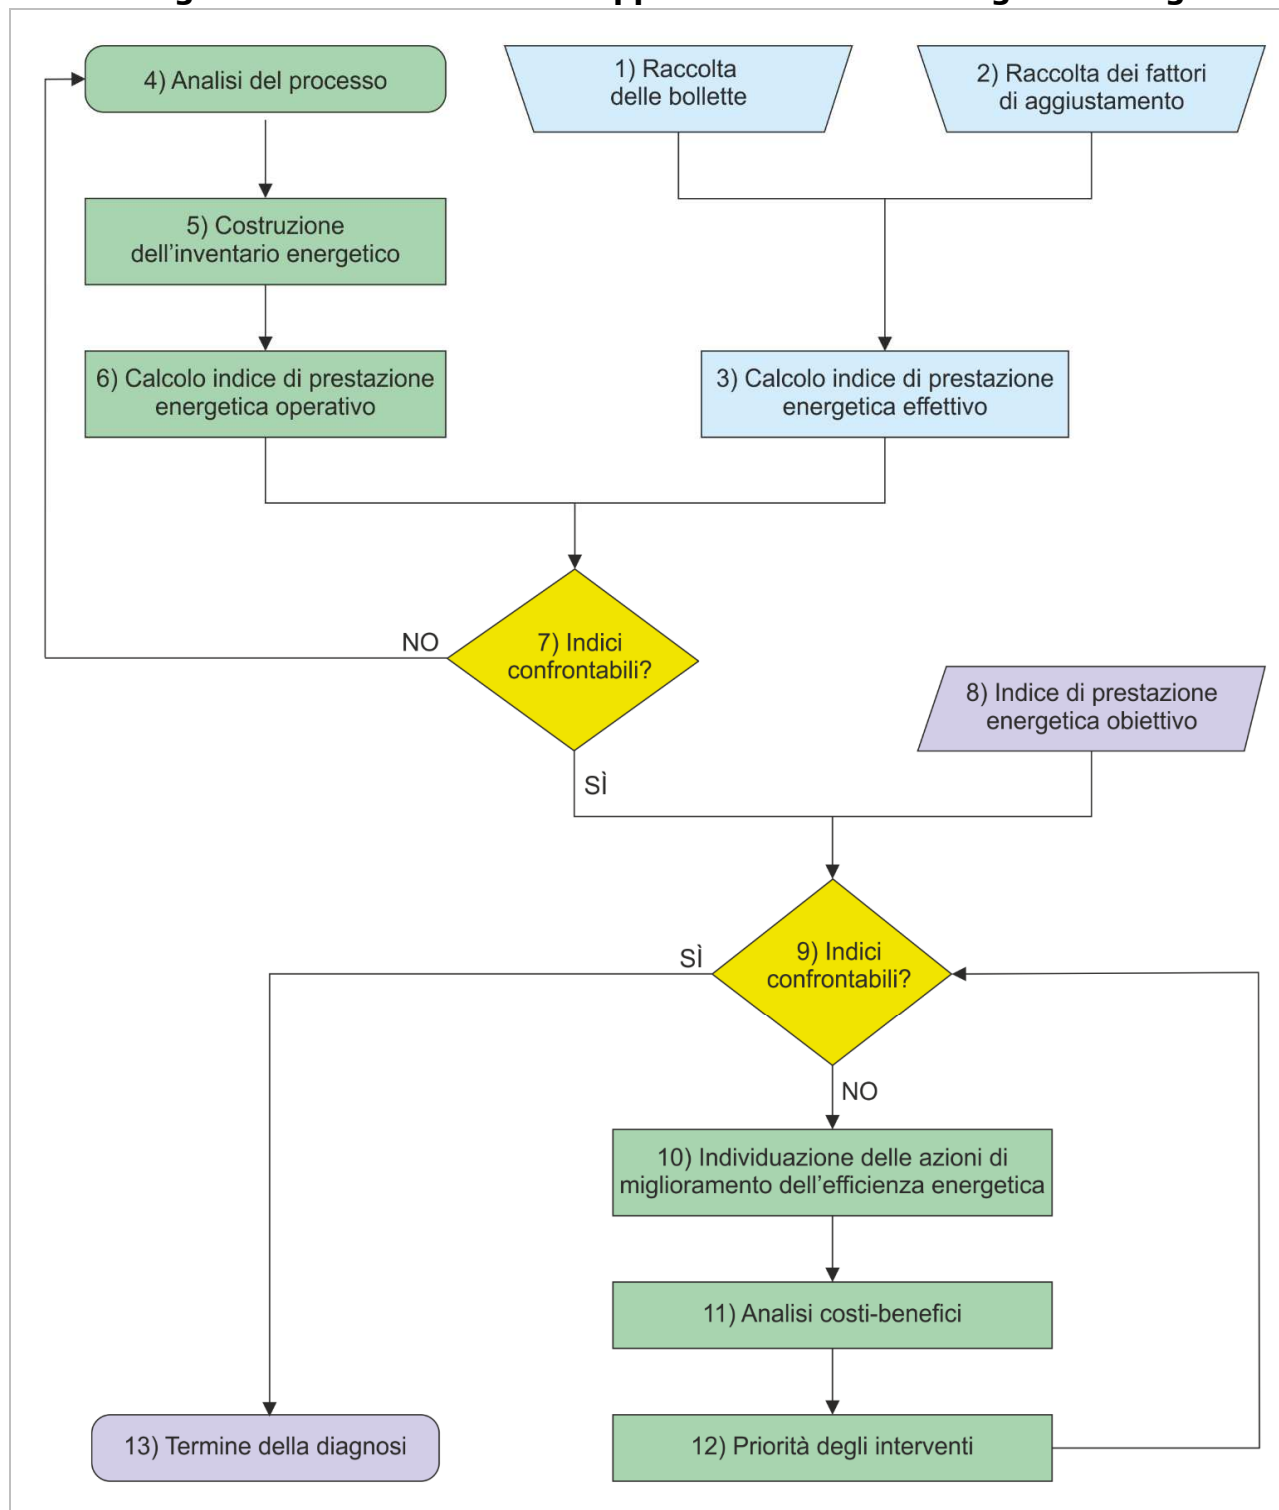 4) Analisi del processo
1) Raccolta
delle bollette
2) Raccolta dei fattori
di aggiustamento
5) Costruzione
dell’inventario energetico
6) Calcolo indice di prestazione
energetica operativo
3) Calcolo indice di prestazione
energetica effettivo
NO
7) Indici
confrontabili?
8) Indice di prestazione
energetica obiettivo
SÌ
SÌ
9) Indici
confrontabili?
NO
10) Individuazione delle azioni di
miglioramento dell’efficienza energetica
11) Analisi costi-benefici
13) Termine della diagnosi
12) Priorità degli interventi